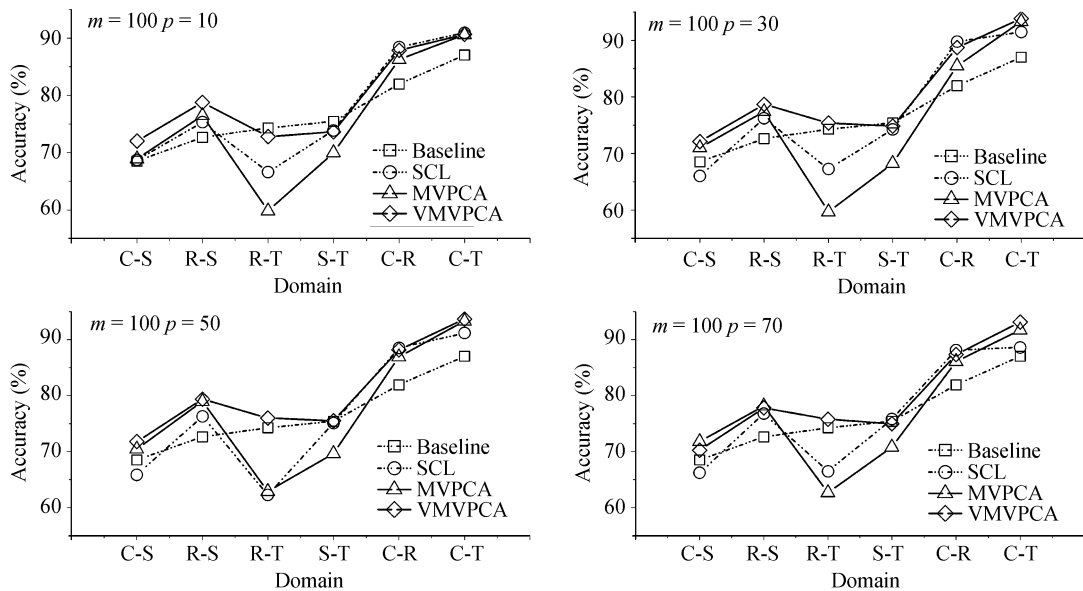 m = 100 p = 10
Accuracy (%)
90
80
70
60
Baseline
SCL
MVPCA
VMVPCA
C-S R-S R-T S-T C-R C-T
Domain
m = 100 p = 30
Accuracy (%)
90
80
70
60
Baseline
SCL
MVPCA
VMVPCA
C-S R-S R-T S-T C-R C-T
Domain
m = 100 p = 50
Accuracy (%)
90
80
70
60
Baseline
SCL
MVPCA
VMVPCA
C-S R-S R-T S-T C-R C-T
Domain
m = 100 p = 70
Accuracy (%)
90
80
70
60
Baseline
SCL
MVPCA
VMVPCA
C-S R-S R-T S-T C-R C-T
Domain